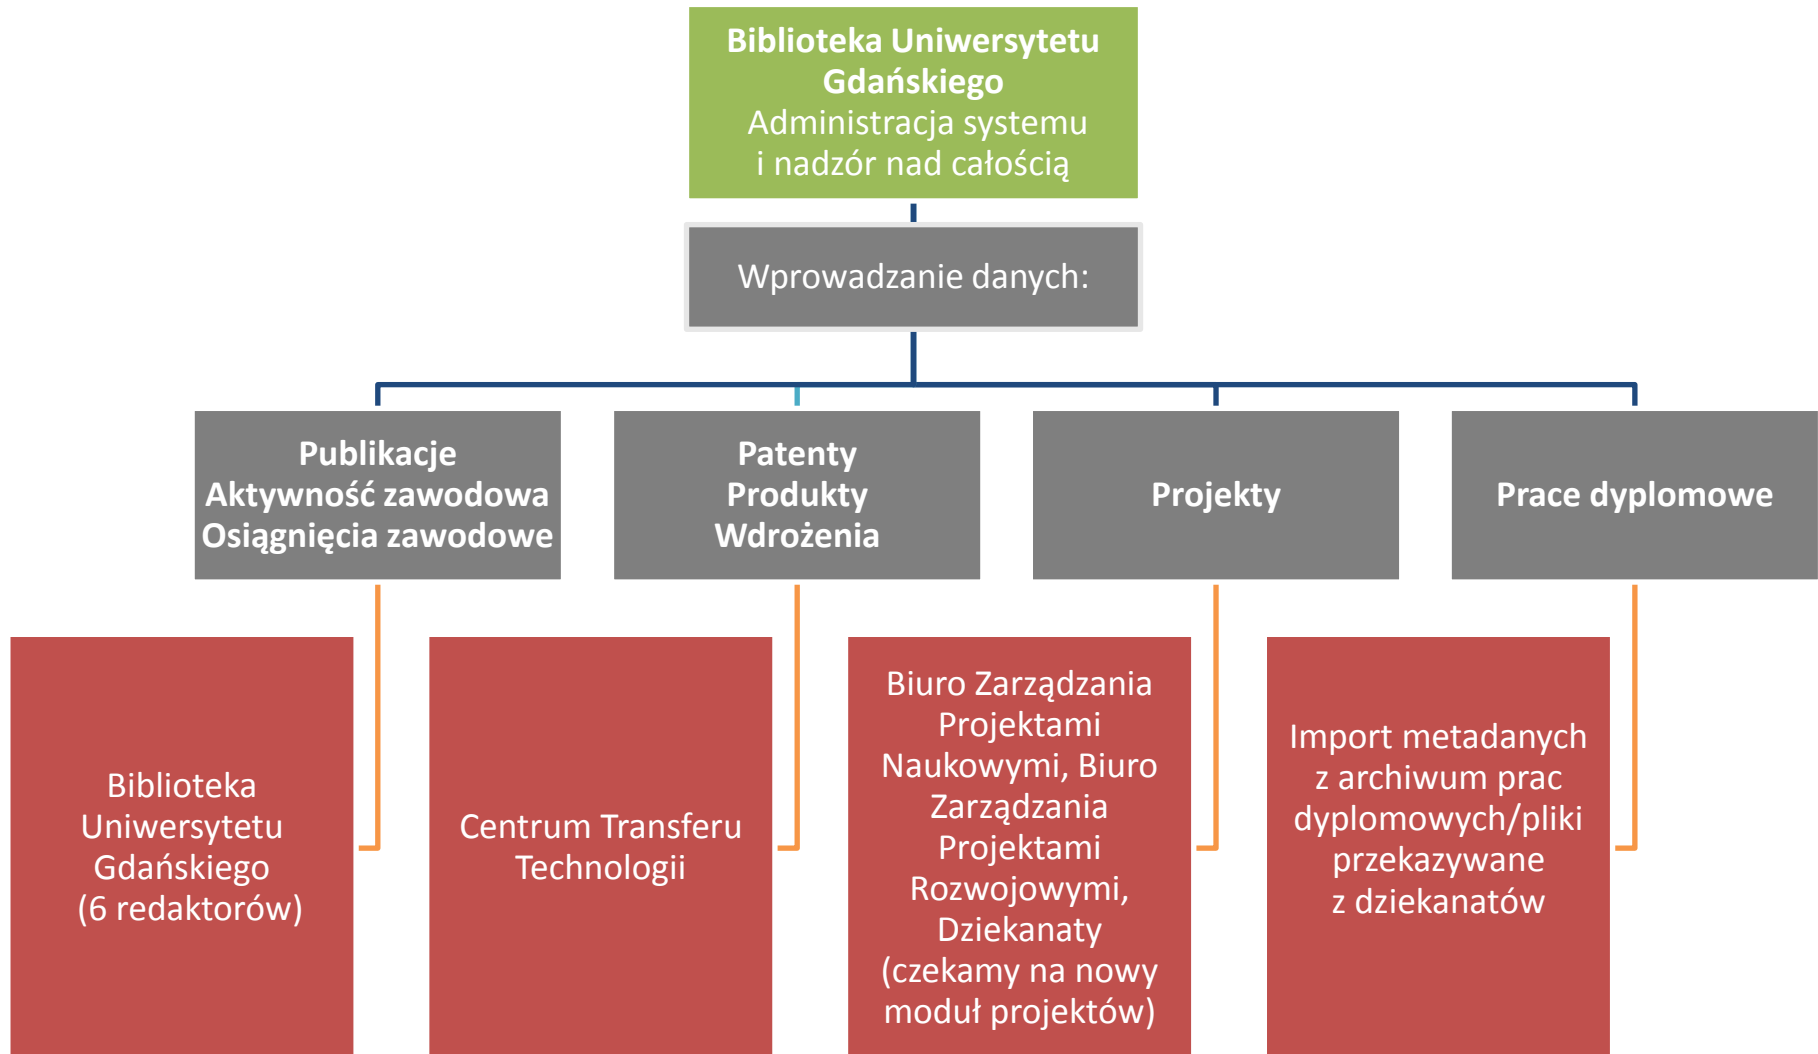 Biblioteka Uniwersytetu
Gdańskiego
Administracja systemu
i nadzór nad całością
Wprowadzanie danych:
Publikacje
Aktywność zawodowa
Osiągnięcia zawodowe
Patenty
Produkty
Wdrożenia
Projekty
Prace dyplomowe
Biblioteka
Uniwersytetu
Gdańskiego
(6 redaktorów)
Centrum Transferu
Technologii
Biuro Zarządzania
Projektami
Naukowymi, Biuro
Zarządzania
Projektami
Rozwojowymi,
Dziekanaty
(czekamy na nowy
moduł projektów)
Import metadanych
z archiwum prac
dyplomowych/pliki
przekazywane
z dziekanatów